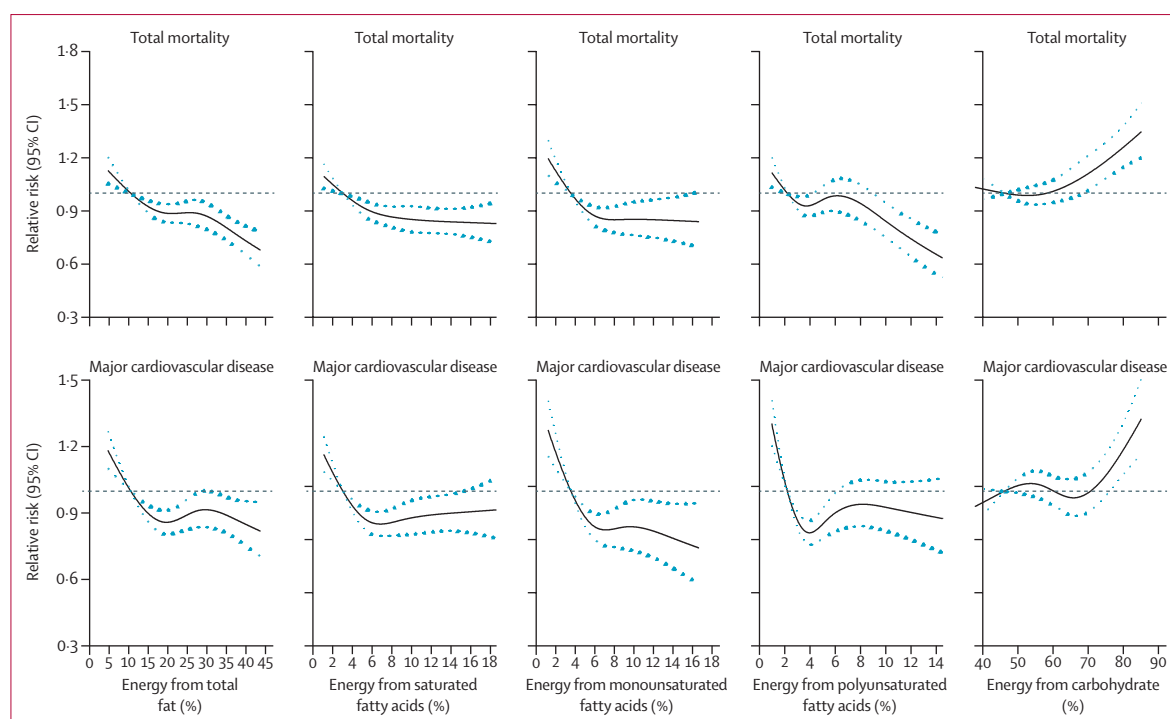 Total mortality
Total mortality
Total mortality
Total mortality
Total mortality
Relative risk (95% CI)
1·8
1·5
1·2
0·9
0·6
0·3
Major cardiovascular disease
Major cardiovascular disease
Major cardiovascular disease
Major cardiovascular disease
Major cardiovascular disease
Relative risk (95% CI)
1·5
1·2
0·9
0·6
0·3
0 5 10 15 20 25 30 35 40 45
0 2 4 6 8 10 12 14 16 18
0 2 4 6 8 10 12 14 16 18
0 2 4 6 8 10 12 14
40 50 60 70 80 90
Energy from total
fat (%)
Energy from saturated
fatty acids (%)
Energy from monounsaturated
fatty acids (%)
Energy from polyunsaturated
fatty acids (%)
Energy from carbohydrate
(%)